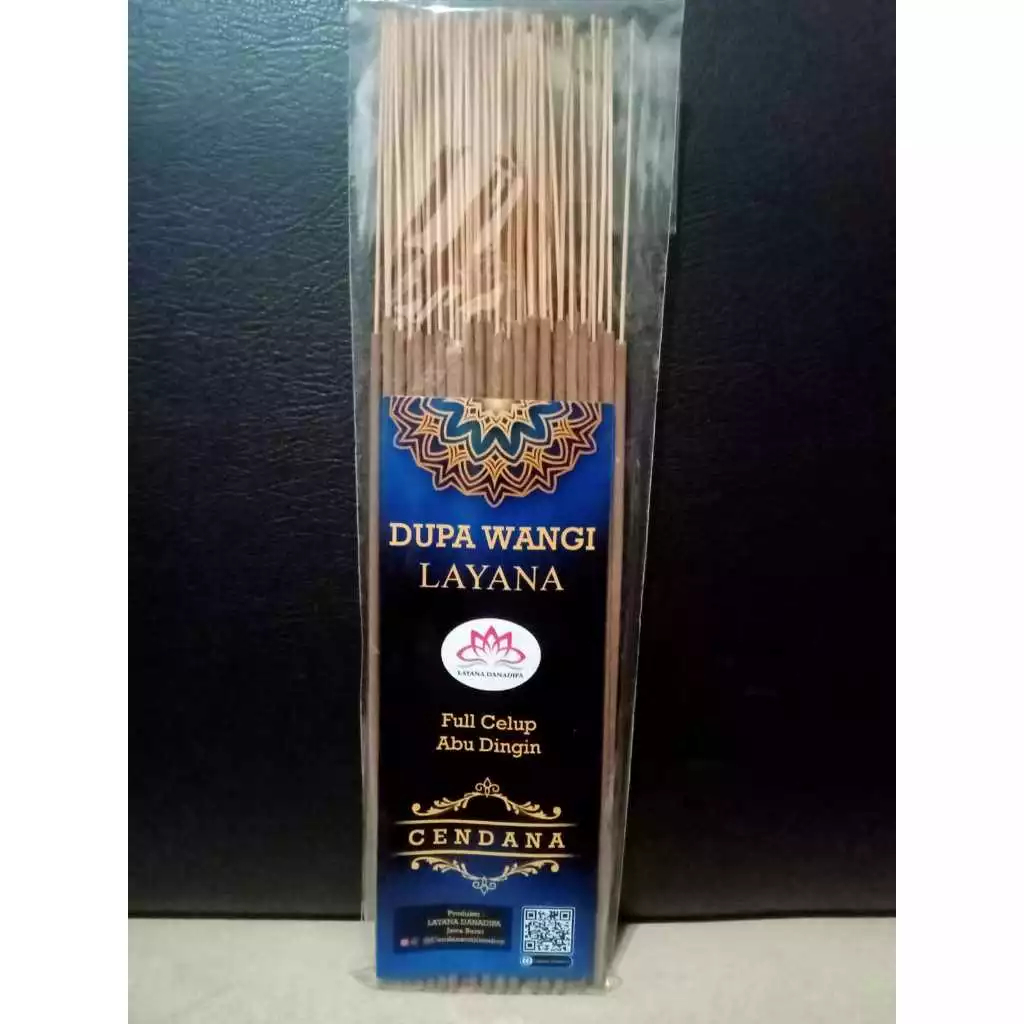 DUPA WANGI
LAYANA
LAYANA DANADIPA
Full Celup
Abu Dingin
CENDANA
Produsen :
LAYANA DANADIPA
Jawa Barat